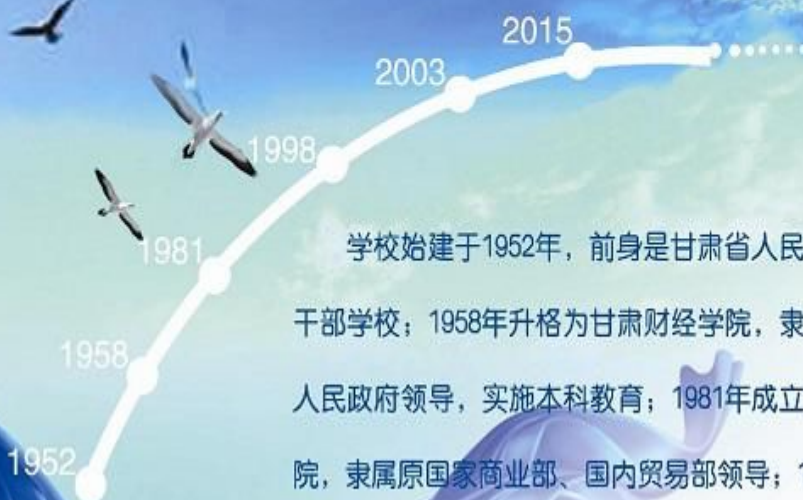 2015
2003
1998
1981
1958
1952
学校始建于1952年，前身是甘肃省人民
干部学校；1958年升格为甘肃财经学院，隶
人民政府领导，实施本科教育；1981年成立
院，隶属原国家商业部、国内贸易部领导；1